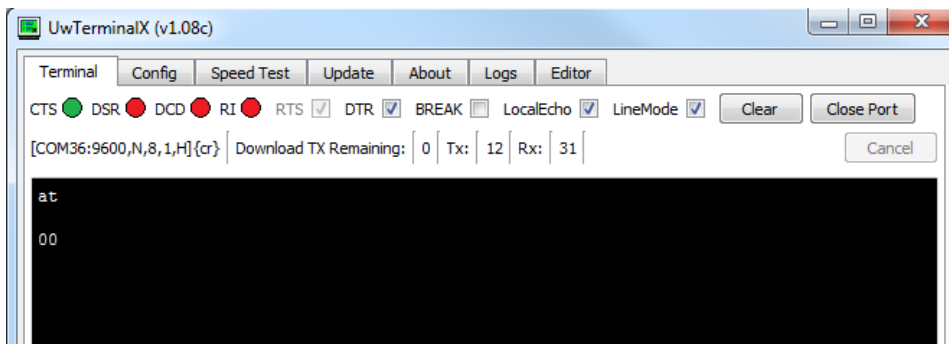 UwTerminalX (v1.08c)
Terminal Config Speed Test Update About Logs Editor
CTS DSR DCD RI RTS DTR BREAK LocalEcho LineMode Clear Close Port
[COM36:9600,N,8,1,H]{cr} Download TX Remaining: 0 Tx: 12 Rx: 31 Cancel
at
00